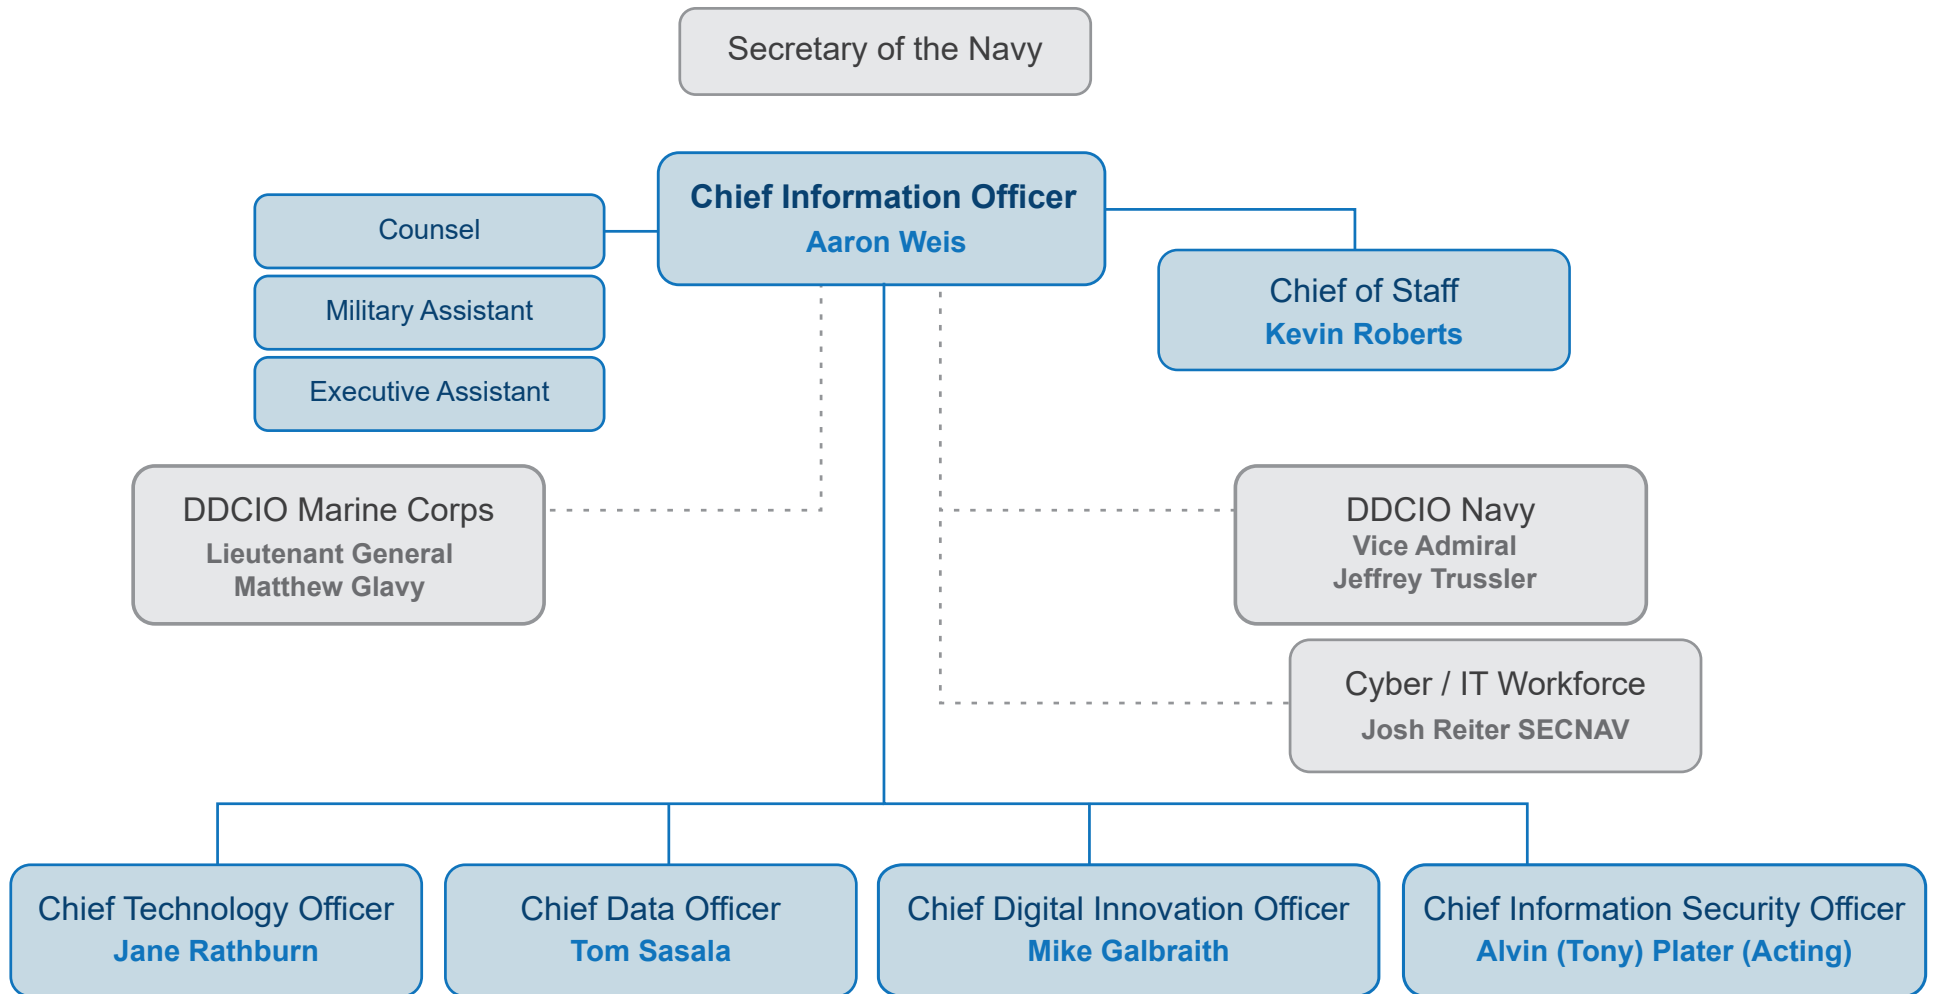 Secretary of the Navy
Chief Information Officer
Aaron Weis
Counsel
Military Assistant
Executive Assistant
Chief of Staff
Kevin Roberts
DDCIO Marine Corps
Lieutenant General
Matthew Glavy
DDCIO Navy
Vice Admiral
Jeffrey Trussler
Cyber / IT Workforce
Josh Reiter SECNAV
Chief Technology Officer
Jane Rathburn
Chief Data Officer
Tom Sasala
Chief Digital Innovation Officer
Mike Galbraith
Chief Information Security Officer
Alvin (Tony) Plater (Acting)